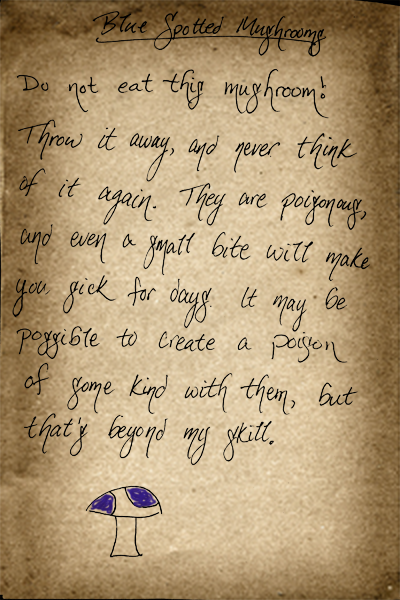 Blue Spotted Mushrooms
Do not eat this mushroom!
Throw it away, and never think
of it again. They are poisonous,
and even a small bite will make
you sick for days. It may be
possible to create a poison
of some kind with them, but
that's beyond my skill.